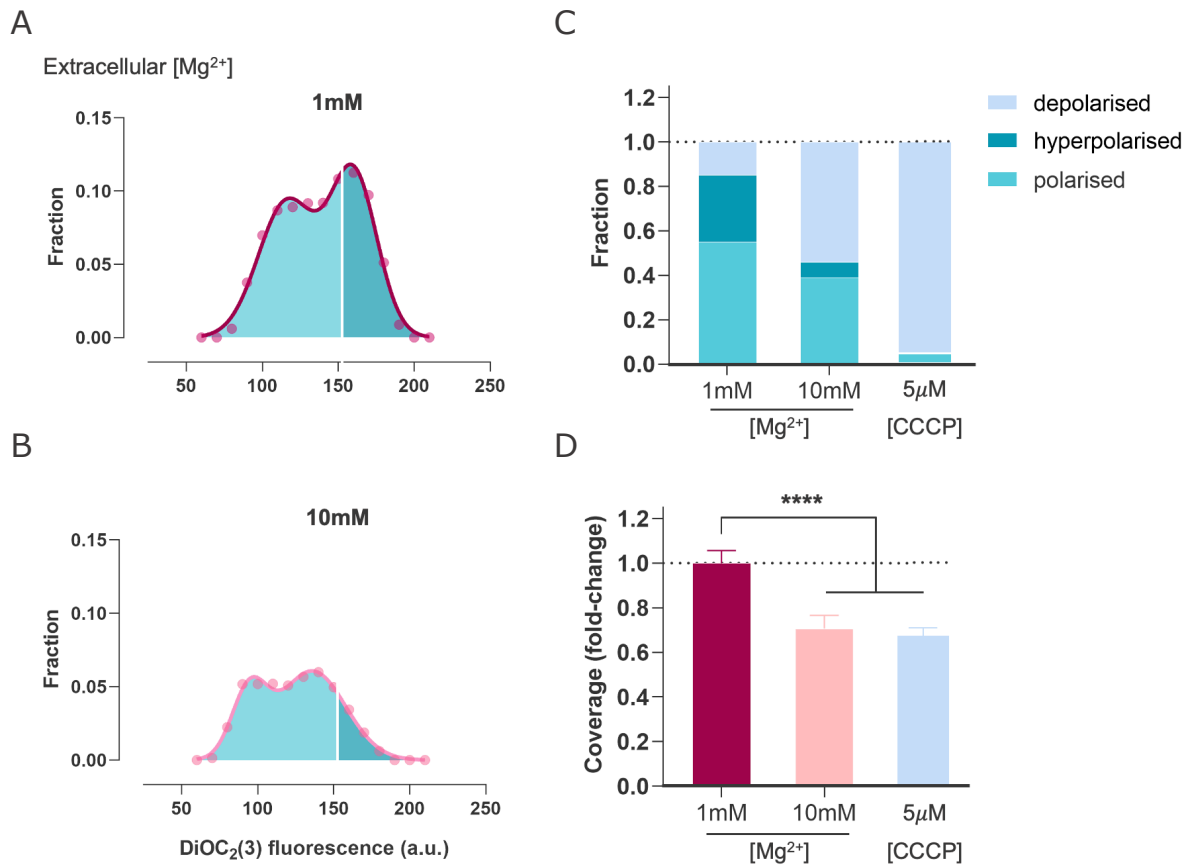 A
Extracellular [Mg²⁺]
1mM
0.15
0.10
0.05
0.00
Fraction
50 100 150 200 250
B
10mM
0.15
0.10
0.05
0.00
Fraction
50 100 150 200 250
DiOC₂(3) fluorescence (a.u.)
C
1.2
1.0
0.8
0.6
0.4
0.2
0.0
Fraction
1mM 10mM 5μM
[Mg²⁺] [CCCP]
depolarised
hyperpolarised
polarised
D
****
1.2
1.0
0.8
0.6
0.4
0.2
0.0
Coverage (fold-change)
1mM 10mM 5μM
[Mg²⁺] [CCCP]